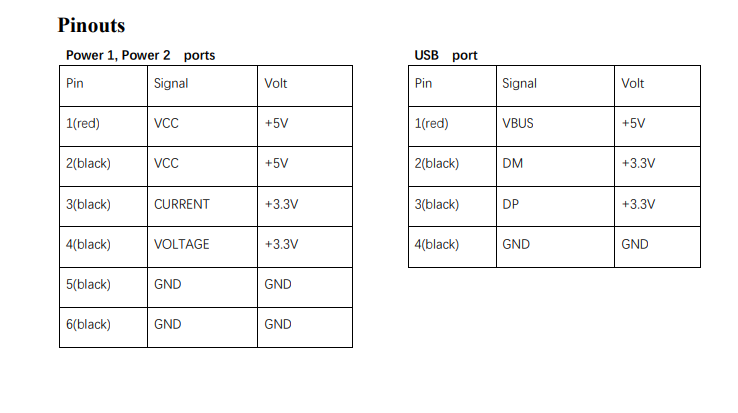 Pinouts
Power 1, Power 2 ports
Pin Signal Volt
1(red) VCC +5V
2(black) VCC +5V
3(black) CURRENT +3.3V
4(black) VOLTAGE +3.3V
5(black) GND GND
6(black) GND GND
USB port
Pin Signal Volt
1(red) VBUS +5V
2(black) DM +3.3V
3(black) DP +3.3V
4(black) GND GND